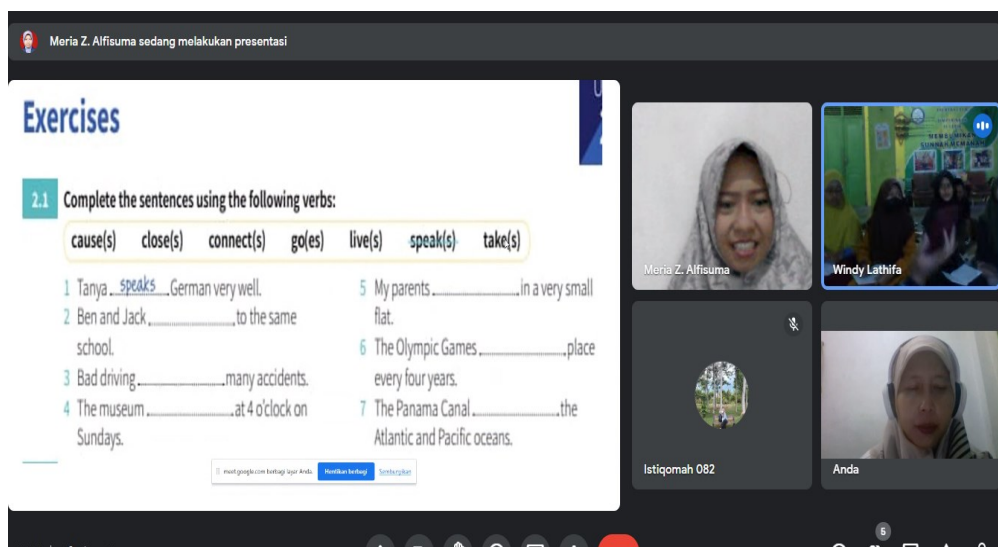 Meria Z. Alfisuma sedang melakukan presentasi
Exercises
2.1 Complete the sentences using the following verbs:
cause(s) close(s) connect(s) go(es) live(s) speak(s) take(s)
1 Tanya speaks German very well.
2 Ben and Jack to the same
school.
3 Bad driving many accidents.
4 The museum at 4 o'clock on
Sundays.
5 My parents in a very small
flat.
6 The Olympic Games place
every four years.
7 The Panama Canal the
Atlantic and Pacific oceans.
meet.google.com berbagi layar Anda. Hentikan berbagi Sembunyikan
Meria Z. Alfisuma
Windy Lathifa
Istiqomah 082
Anda
5